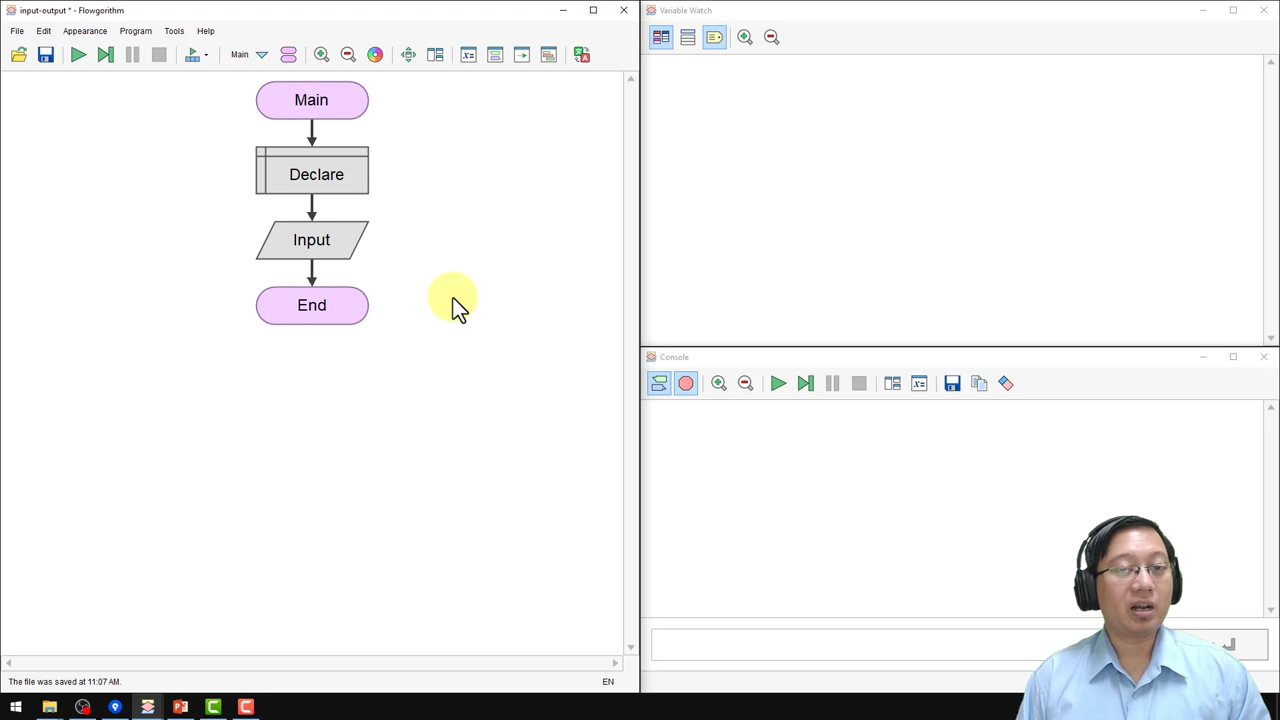 input-output * - Flowgorithm
File Edit Appearance Program Tools Help
Main
Main
Declare
Input
End
The file was saved at 11:07 AM.
EN
Variable Watch
Console